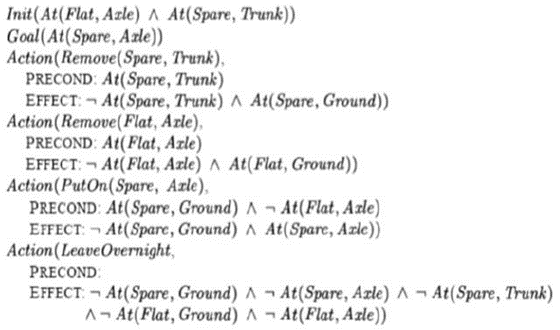 Init(At(Flat, Axle) ∧ At(Spare, Trunk))
Goal(At(Spare, Axle))
Action(Remove(Spare, Trunk),
PRECOND: At(Spare, Trunk)
EFFECT: ¬ At(Spare, Trunk) ∧ At(Spare, Ground))
Action(Remove(Flat, Axle),
PRECOND: At(Flat, Axle)
EFFECT: ¬ At(Flat, Axle) ∧ At(Flat, Ground))
Action(PutOn(Spare, Axle),
PRECOND: At(Spare, Ground) ∧ ¬ At(Flat, Axle)
EFFECT: ¬ At(Spare, Ground) ∧ At(Spare, Axle))
Action(LeaveOvernight,
PRECOND:
EFFECT: ¬ At(Spare, Ground) ∧ ¬ At(Spare, Axle) ∧ ¬ At(Spare, Trunk)
∧ ¬ At(Flat, Ground) ∧ ¬ At(Flat, Axle))